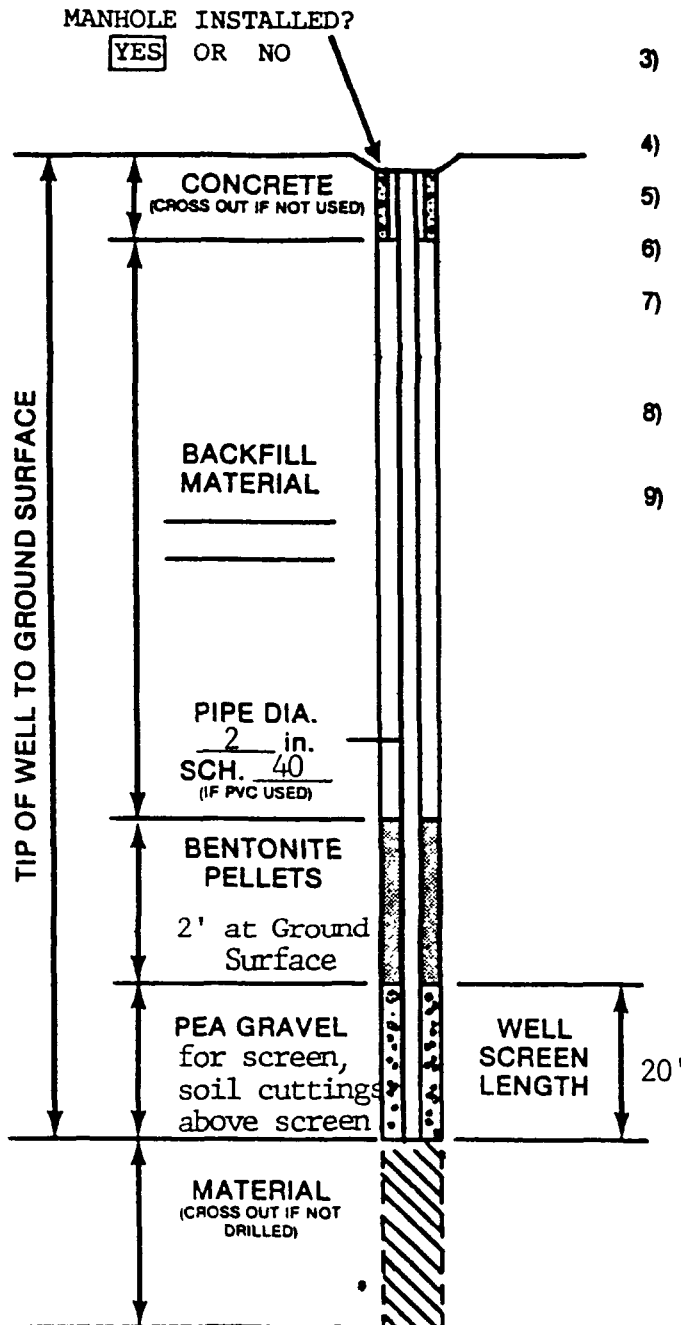 MANHOLE INSTALLED?
YES OR NO
3)
4)
CONCRETE
(CROSS OUT IF NOT USED)
5)
6)
7)
TIP OF WELL TO GROUND SURFACE
BACKFILL
MATERIAL
8)
9)
PIPE DIA.
2 in.
SCH. 40
(IF PVC USED)
BENTONITE
PELLETS
2' at Ground
Surface
PEA GRAVEL
for screen,
soil cuttings
above screen
WELL
SCREEN
LENGTH
20'
MATERIAL
(CROSS OUT IF NOT
DRILLED)